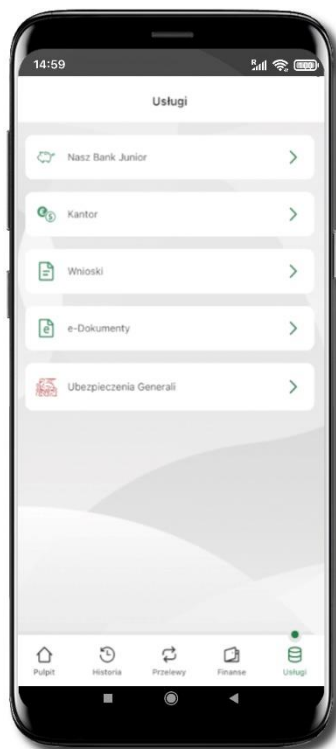 14:59
Usługi
Nasz Bank Junior
Kantor
Wnioski
e-Dokumenty
Ubezpieczenia Generali
Pulpit
Historia
Przelewy
Finanse
Usługi